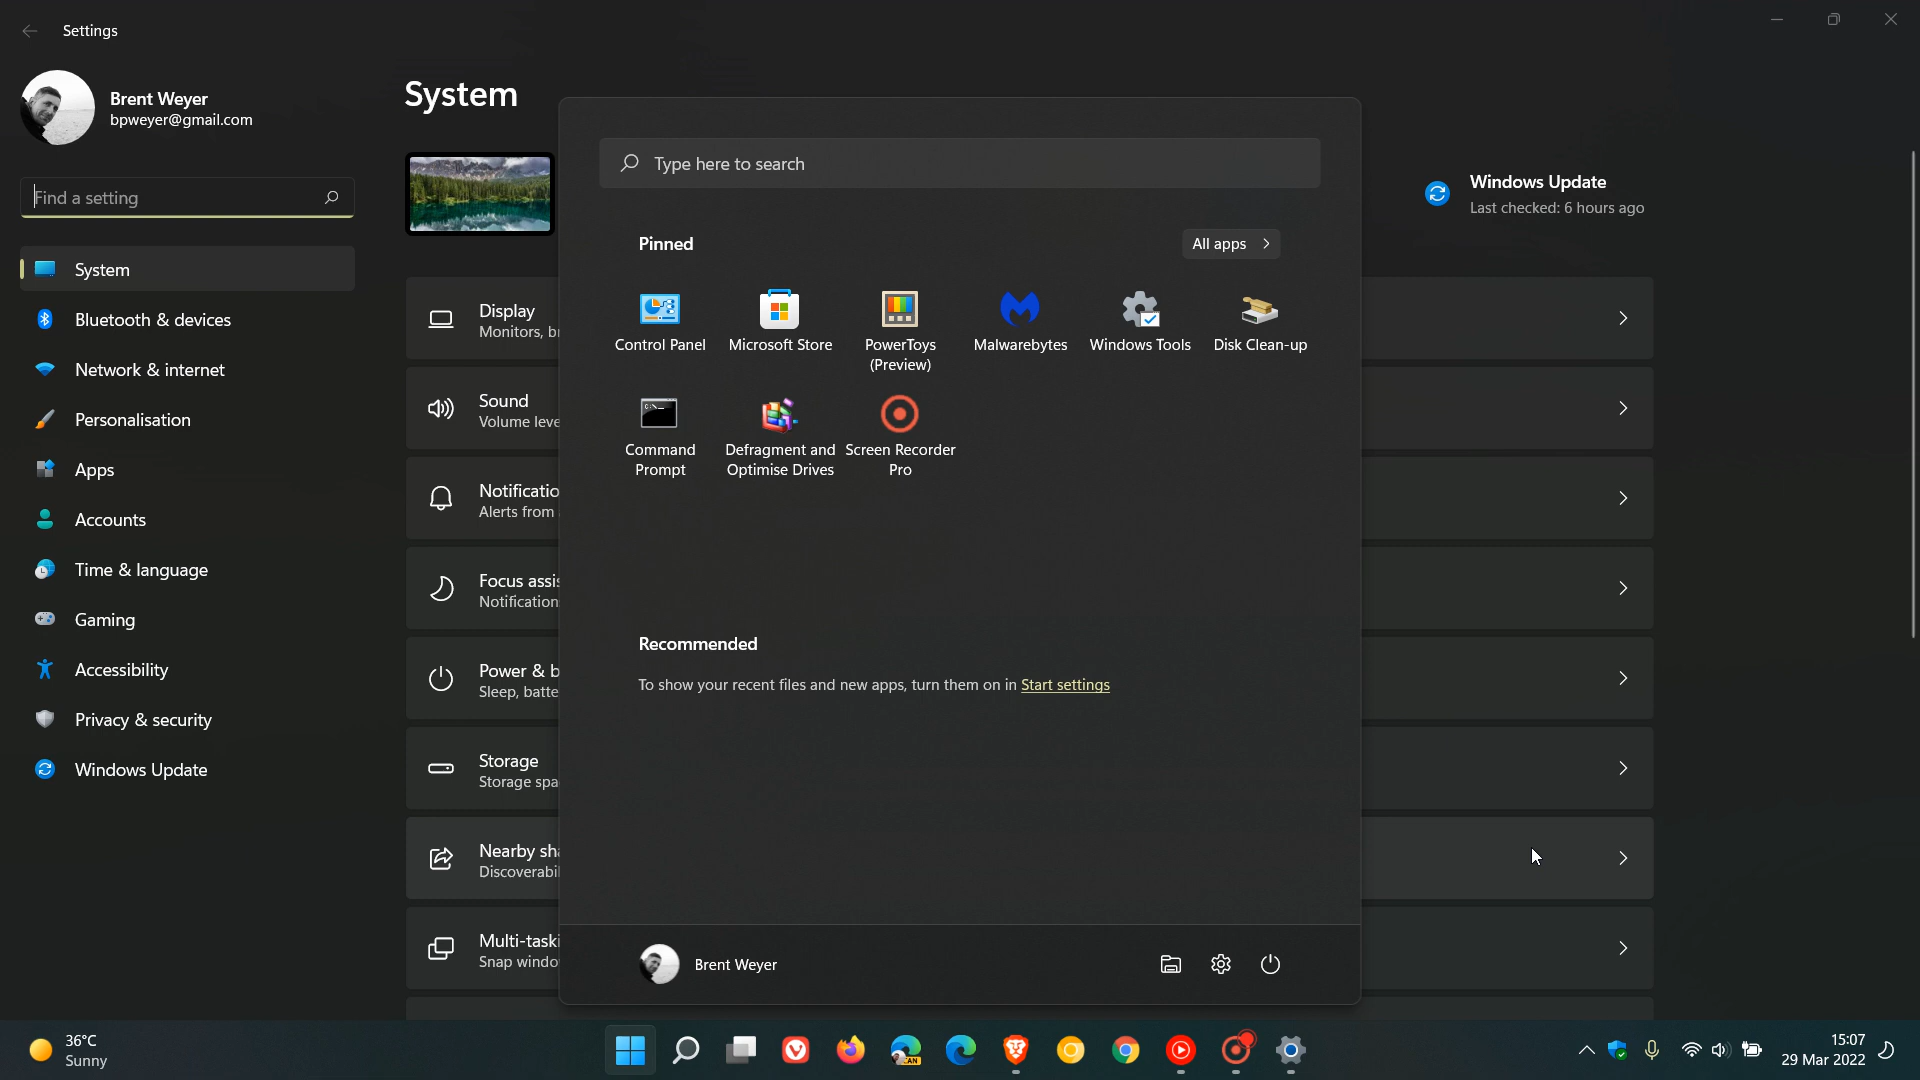 Settings
Brent Weyer
bpweyer@gmail.com
Find a setting
System
Bluetooth & devices
Network & internet
Personalisation
Apps
Accounts
Time & language
Gaming
Accessibility
Privacy & security
Windows Update
System
Windows Update
Last checked: 6 hours ago
Display
Monitors,
Sound
Volume
Notificatio
Alerts from
Focus assis
Notification
Power & b
Sleep, batte
Storage
Storage spa
Nearby sha
Discoverabil
Multi-taski
Snap windo
Type here to search
Pinned
All apps
Control Panel
Microsoft Store
PowerToys
(Preview)
Malwarebytes
Windows Tools
Disk Clean-up
Command
Prompt
Defragment and
Optimise Drives
Screen Recorder
Pro
Recommended
To show your recent files and new apps, turn them on in Start settings
Brent Weyer
36°C
Sunny
CAN
15:07
29 Mar 2022